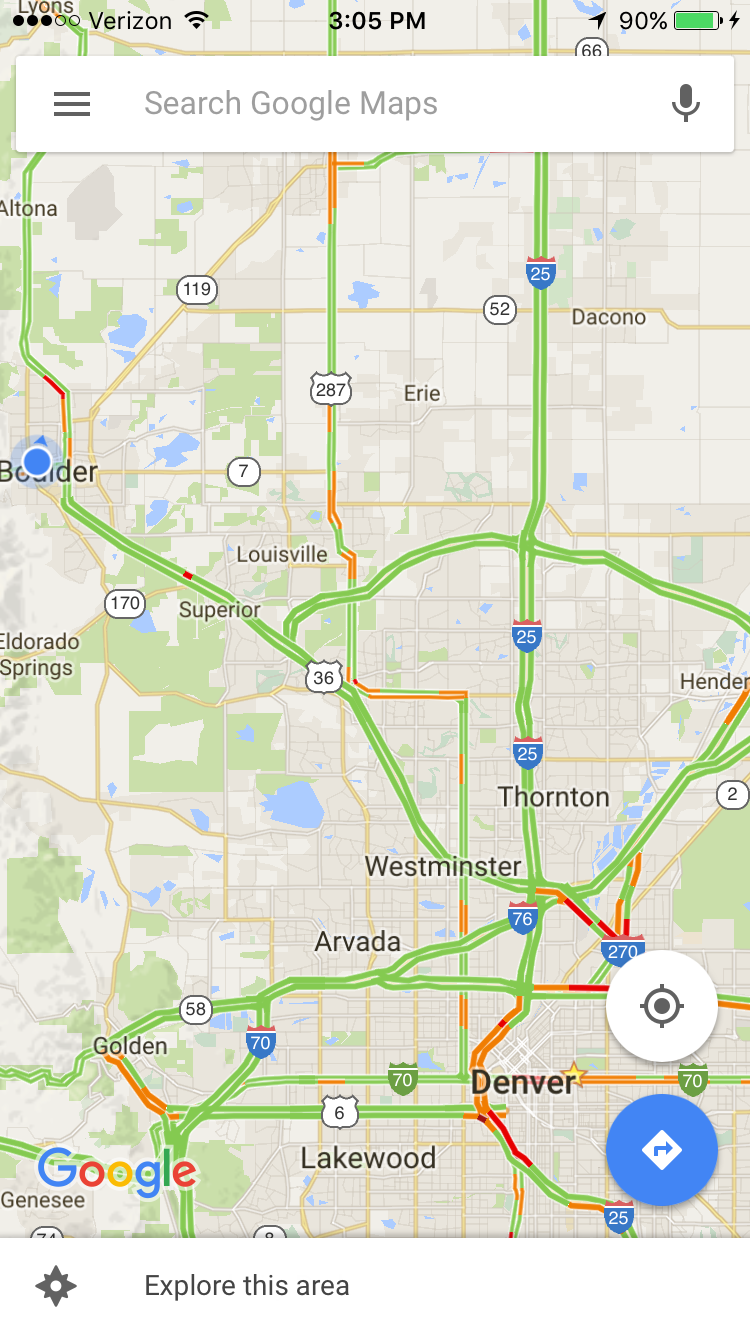 Lyons
Verizon 3:05 PM 90%
66
Search Google Maps
Altona
25
119
52
Dacono
287
Erie
Boulder
7
Louisville
170
Superior
25
Eldorado
Springs
36
Hender
25
2
Thornton
Westminster
76
Arvada
270
58
70
Golden
70
Denver
70
6
Lakewood
Google
Genesee
25
74
8
Explore this area